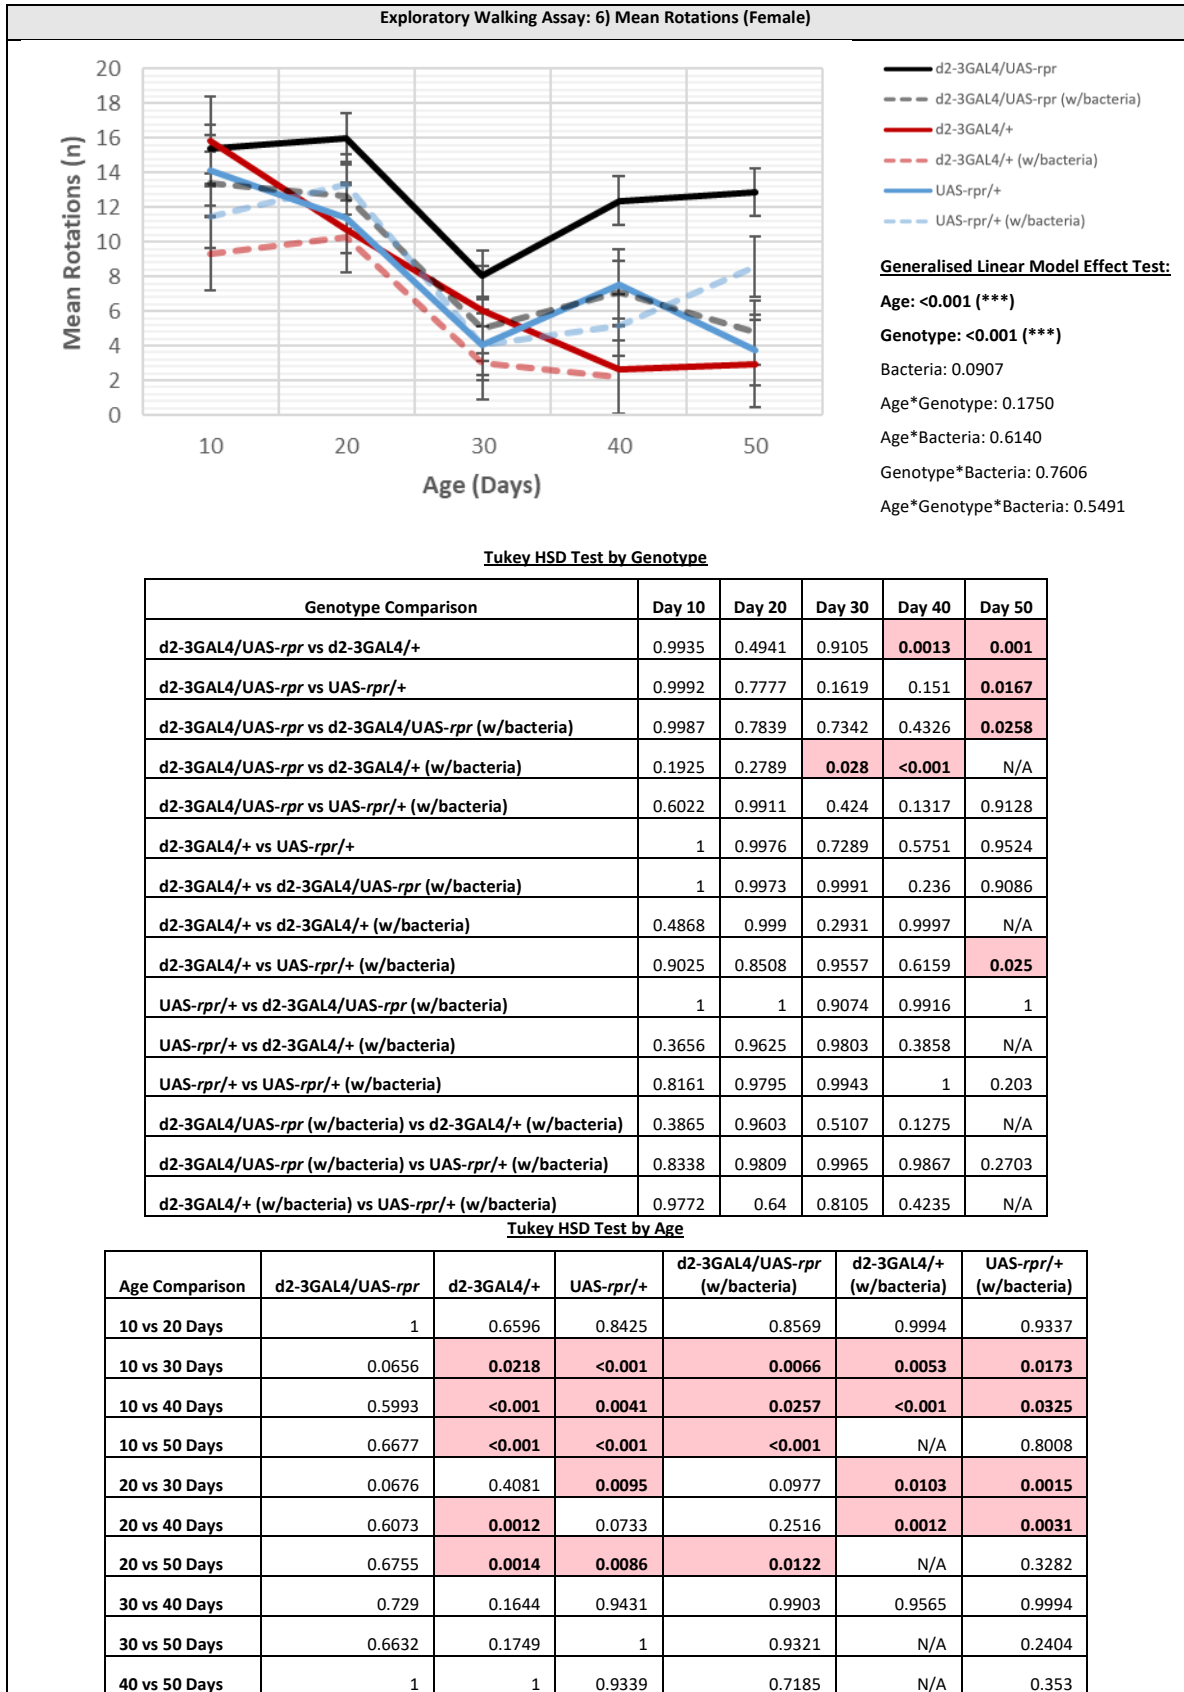 Exploratory Walking Assay: 6) Mean Rotations (Female)
20
18
16
14
12
10
8
6
4
2
0
Mean Rotations (n)
10 20 30 40 50
Age (Days)
d2-3GAL4/UAS-rpr
d2-3GAL4/UAS-rpr (w/bacteria)
d2-3GAL4/+
d2-3GAL4/+ (w/bacteria)
UAS-rpr/+
UAS-rpr/+ (w/bacteria)
Generalised Linear Model Effect Test:
Age: <0.001 (***)
Genotype: <0.001 (***)
Bacteria: 0.0907
Age*Genotype: 0.1750
Age*Bacteria: 0.6140
Genotype*Bacteria: 0.7606
Age*Genotype*Bacteria: 0.5491
Tukey HSD Test by Genotype
Genotype Comparison Day 10 Day 20 Day 30 Day 40 Day 50
d2-3GAL4/UAS-rpr vs d2-3GAL4/+ 0.9935 0.4941 0.9105 0.0013 0.001
d2-3GAL4/UAS-rpr vs UAS-rpr/+ 0.9992 0.7777 0.1619 0.151 0.0167
d2-3GAL4/UAS-rpr vs d2-3GAL4/UAS-rpr (w/bacteria) 0.9987 0.7839 0.7342 0.4326 0.0258
d2-3GAL4/UAS-rpr vs d2-3GAL4/+ (w/bacteria) 0.1925 0.2789 0.028 <0.001 N/A
d2-3GAL4/UAS-rpr vs UAS-rpr/+ (w/bacteria) 0.6022 0.9911 0.424 0.1317 0.9128
d2-3GAL4/+ vs UAS-rpr/+ 1 0.9976 0.7289 0.5751 0.9524
d2-3GAL4/+ vs d2-3GAL4/UAS-rpr (w/bacteria) 1 0.9973 0.9991 0.236 0.9086
d2-3GAL4/+ vs d2-3GAL4/+ (w/bacteria) 0.4868 0.999 0.2931 0.9997 N/A
d2-3GAL4/+ vs UAS-rpr/+ (w/bacteria) 0.9025 0.8508 0.9557 0.6159 0.025
UAS-rpr/+ vs d2-3GAL4/UAS-rpr (w/bacteria) 1 1 0.9074 0.9916 1
UAS-rpr/+ vs d2-3GAL4/+ (w/bacteria) 0.3656 0.9625 0.9803 0.3858 N/A
UAS-rpr/+ vs UAS-rpr/+ (w/bacteria) 0.8161 0.9795 0.9943 1 0.203
d2-3GAL4/UAS-rpr (w/bacteria) vs d2-3GAL4/+ (w/bacteria) 0.3865 0.9603 0.5107 0.1275 N/A
d2-3GAL4/UAS-rpr (w/bacteria) vs UAS-rpr/+ (w/bacteria) 0.8338 0.9809 0.9965 0.9867 0.2703
d2-3GAL4/+ (w/bacteria) vs UAS-rpr/+ (w/bacteria) 0.9772 0.64 0.8105 0.4235 N/A
Tukey HSD Test by Age
Age Comparison d2-3GAL4/UAS-rpr d2-3GAL4/+ UAS-rpr/+ d2-3GAL4/UAS-rpr (w/bacteria) d2-3GAL4/+ (w/bacteria) UAS-rpr/+ (w/bacteria)
10 vs 20 Days 1 0.6596 0.8425 0.8569 0.9994 0.9337
10 vs 30 Days 0.0656 0.0218 <0.001 0.0066 0.0053 0.0173
10 vs 40 Days 0.5993 <0.001 0.0041 0.0257 <0.001 0.0325
10 vs 50 Days 0.6677 <0.001 <0.001 <0.001 N/A 0.8008
20 vs 30 Days 0.0676 0.4081 0.0095 0.0977 0.0103 0.0015
20 vs 40 Days 0.6073 0.0012 0.0733 0.2516 0.0012 0.0031
20 vs 50 Days 0.6755 0.0014 0.0086 0.0122 N/A 0.3282
30 vs 40 Days 0.729 0.1644 0.9431 0.9903 0.9565 0.9994
30 vs 50 Days 0.6632 0.1749 1 0.9321 N/A 0.2404
40 vs 50 Days 1 1 0.9339 0.7185 N/A 0.353